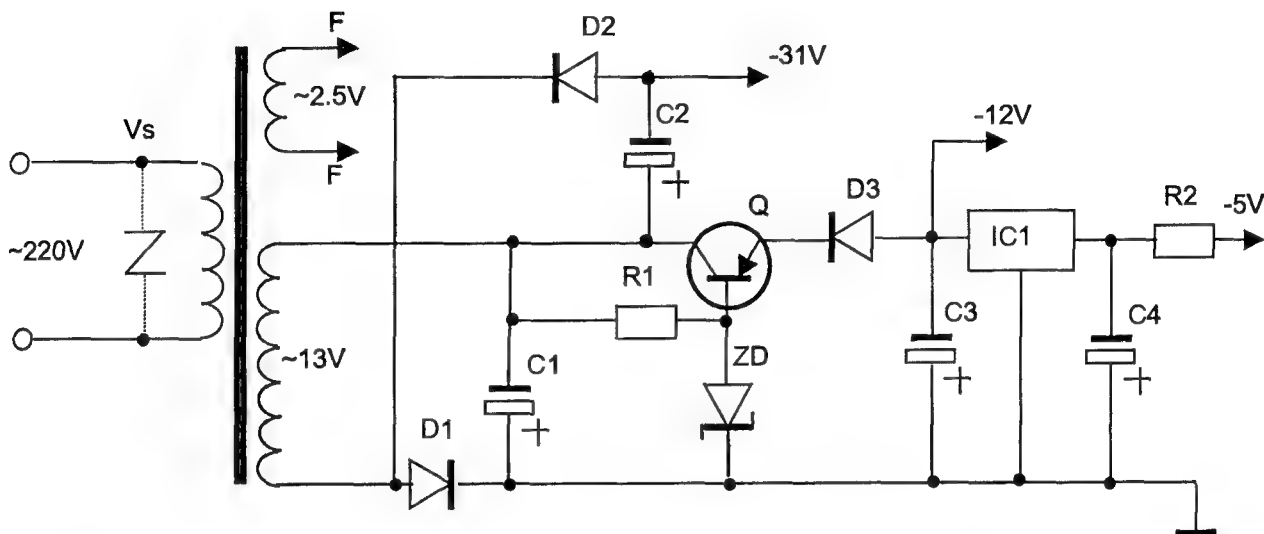 F
D2
-31V
~2.5V
C2
Vs
-12V
F
Q
D3
R2
-5V
IC1
~220V
R1
C3
C4
~13V
C1
ZD
D1